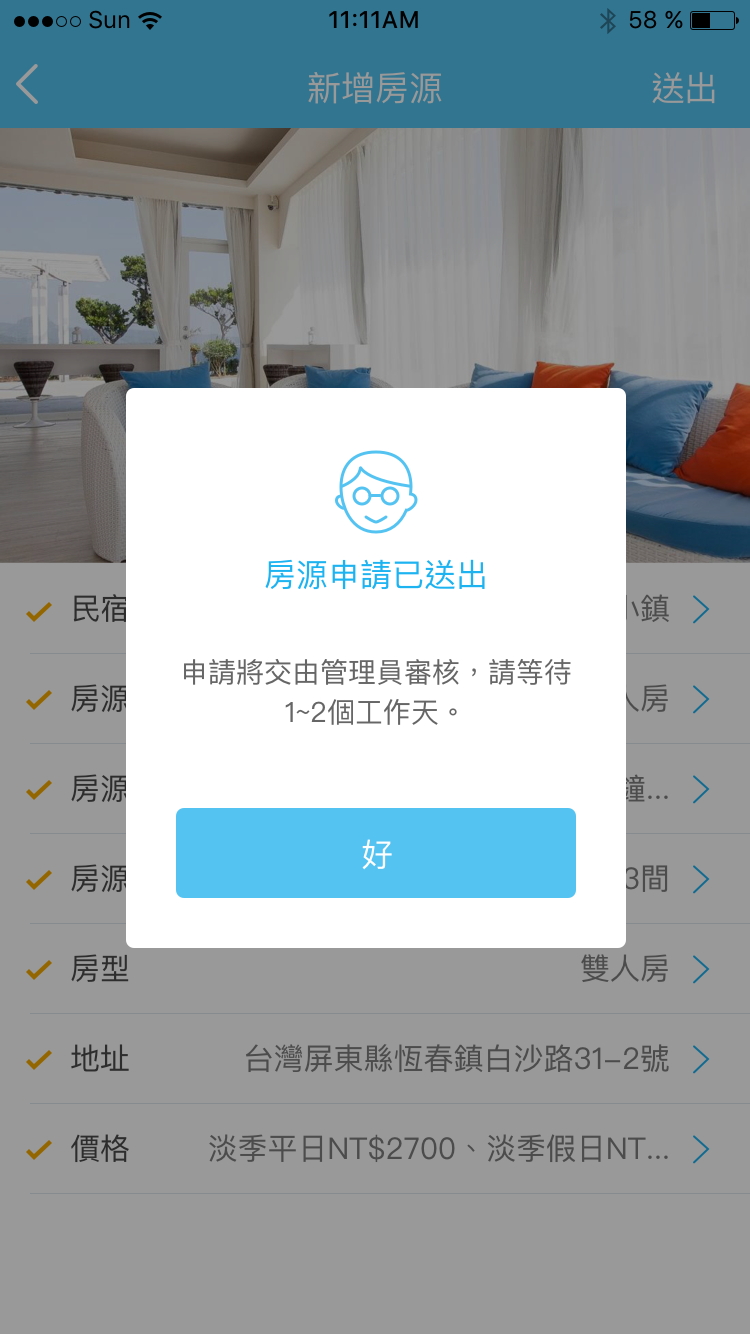 Sun 11:11AM 58 %
新增房源 送出
房源申請已送出
申請將交由管理員審核，請等待
1~2個工作天。
好
民宿 小鎮
房源 人房
房源 鐘...
房源 3間
房型 雙人房
地址 台灣屏東縣恆春鎮白沙路31-2號
價格 淡季平日NT$2700、淡季假日NT...